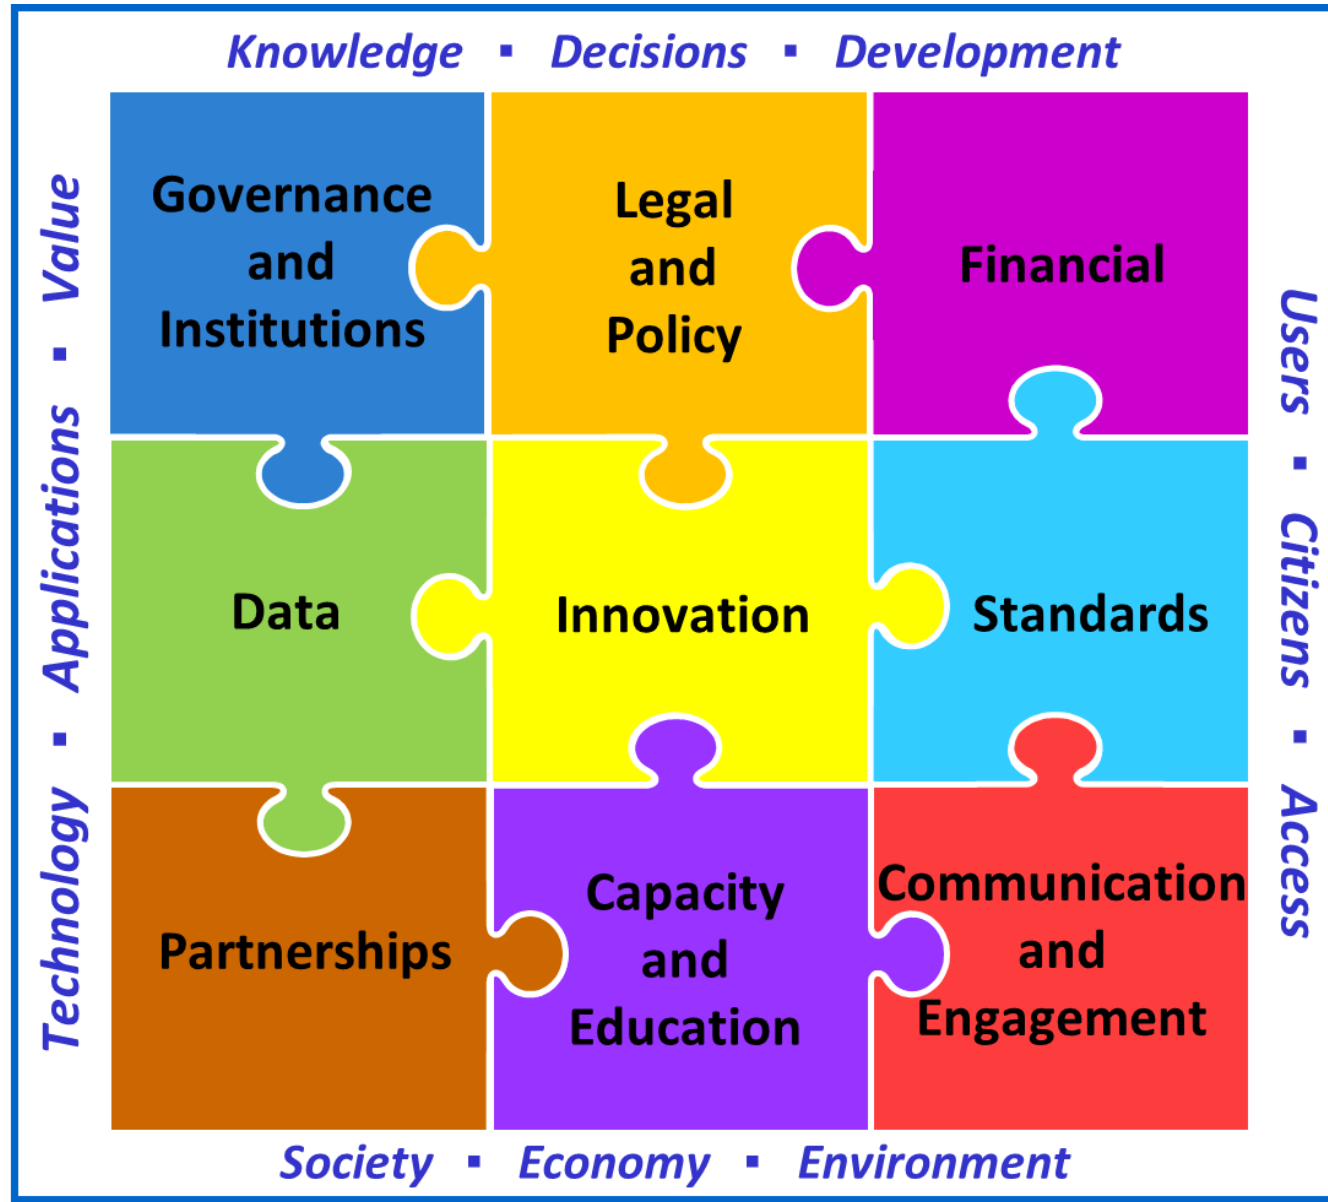 Knowledge ▪ Decisions ▪ Development
Technology ▪ Applications ▪ Value
Governance
and
Institutions
Legal
and
Policy
Financial
Data
Innovation
Standards
Partnerships
Capacity
and
Education
Communication
and
Engagement
Users ▪ Citizens ▪ Access
Society ▪ Economy ▪ Environment